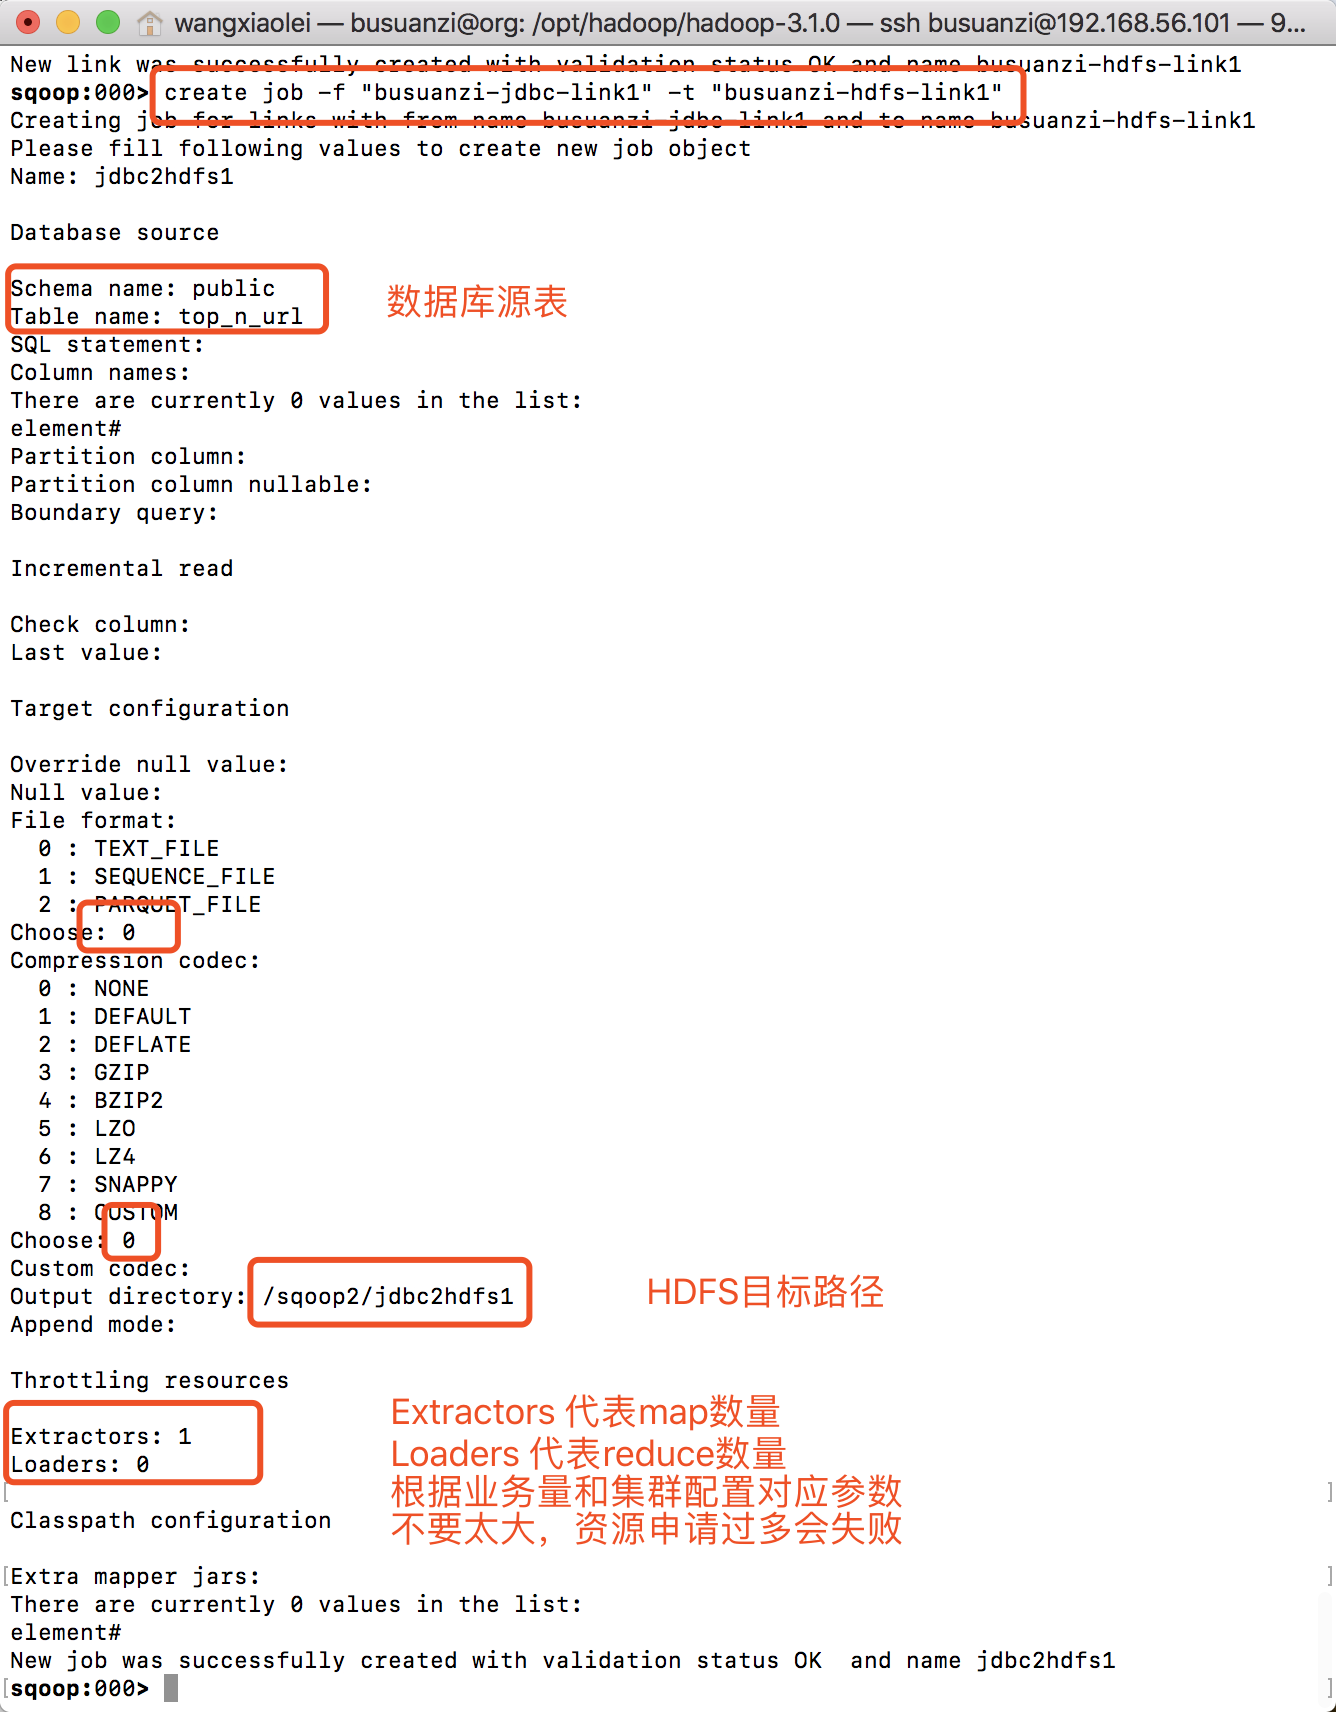 wangxiaolei — busuanzi@org: /opt/hadoop/hadoop-3.1.0 — ssh busuanzi@192.168.56.101 — 9...
New link was successfully created with validation status OK and name busuanzi-hdfs-link1
sqoop:000> create job -f "busuanzi-jdbc-link1" -t "busuanzi-hdfs-link1"
Creating job for links with from name busuanzi-jdbc-link1 and to name busuanzi-hdfs-link1
Please fill following values to create new job object
Name: jdbc2hdfs1
Database source
Schema name: public
数据库源表
Table name: top_n_url
SQL statement:
Column names:
There are currently 0 values in the list:
element#
Partition column:
Partition column nullable:
Boundary query:
Incremental read
Check column:
Last value:
Target configuration
Override null value:
Null value:
File format:
0 : TEXT_FILE
1 : SEQUENCE_FILE
2 : PARQUET_FILE
Choose: 0
Compression codec:
0 : NONE
1 : DEFAULT
2 : DEFLATE
3 : GZIP
4 : BZIP2
5 : LZO
6 : LZ4
7 : SNAPPY
8 : CUSTOM
Choose: 0
Custom codec:
Output directory: /sqoop2/jdbc2hdfs1
HDFS目标路径
Append mode:
Throttling resources
Extractors: 1
Loaders: 0
Extractors 代表map数量
Loaders 代表reduce数量
根据业务量和集群配置对应参数
不要太大，资源申请过多会失败
Classpath configuration
Extra mapper jars:
There are currently 0 values in the list:
element#
New job was successfully created with validation status OK  and name jdbc2hdfs1
sqoop:000>